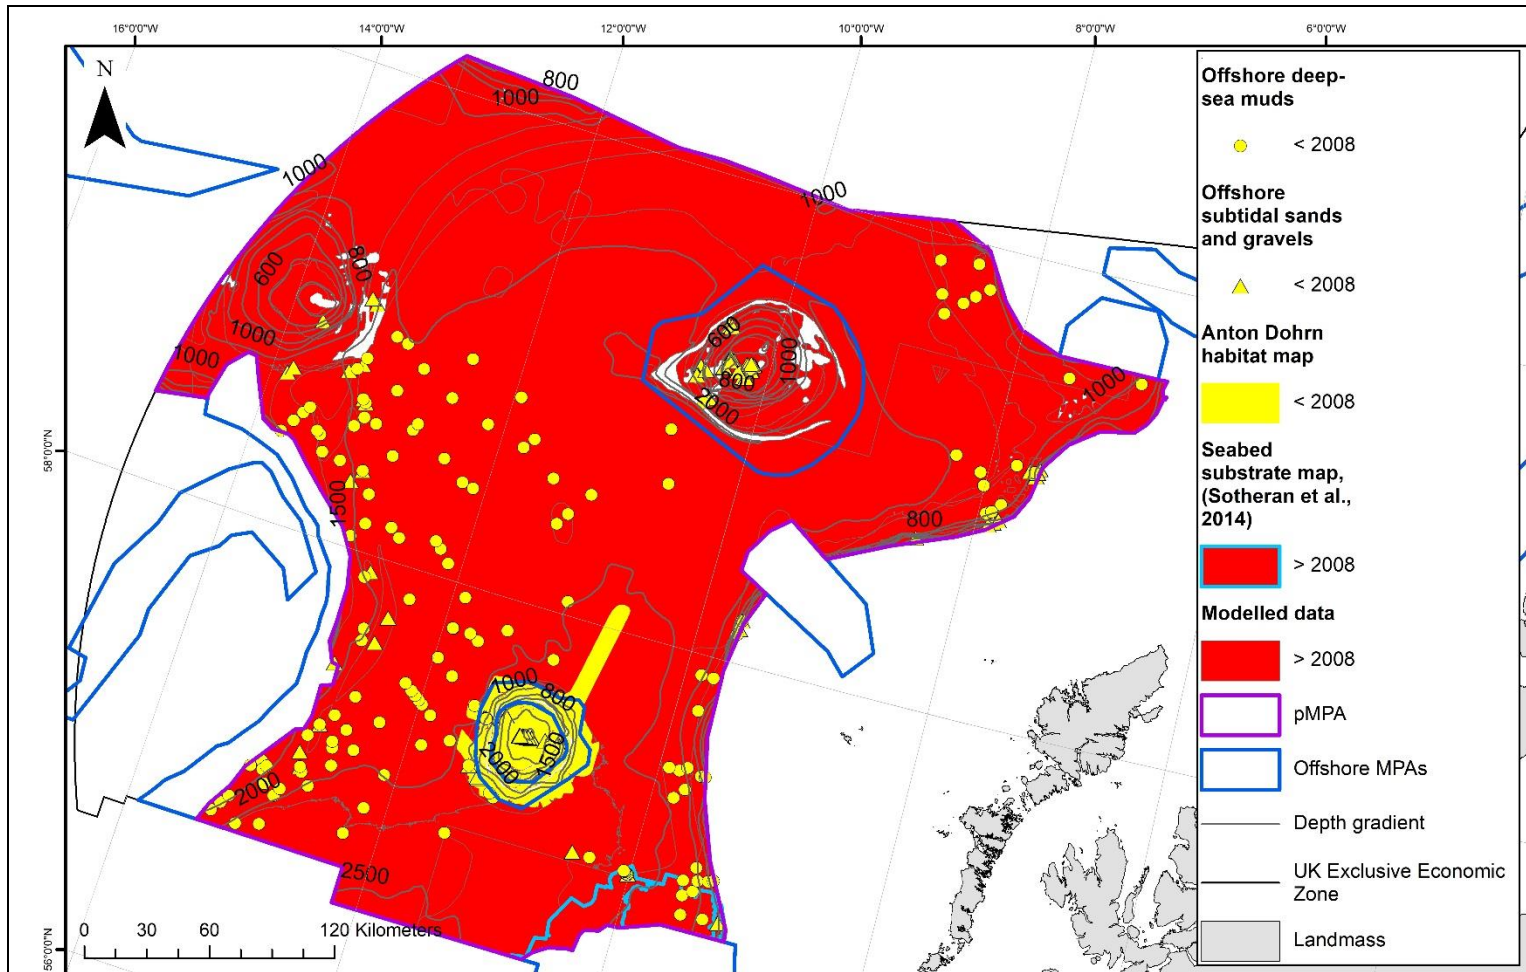 16°0'0"W
14°0'0"W
12°0'0"W
10°0'0"W
8°0'0"W
6°0'0"W
N
58°0'0"N
56°0'0"N
800
1000
1000
1000
600
800
1000
1000
600
1000
800
2000
1000
1500
800
1000
800
2000
1500
2000
2500
0 30 60 120 Kilometers
Offshore deep-
sea muds
< 2008
Offshore
subtidal sands
and gravels
< 2008
Anton Dohrn
habitat map
< 2008
Seabed
substrate map,
(Sotheran et al.,
2014)
> 2008
Modelled data
> 2008
pMPA
Offshore MPAs
Depth gradient
UK Exclusive Economic
Zone
Landmass